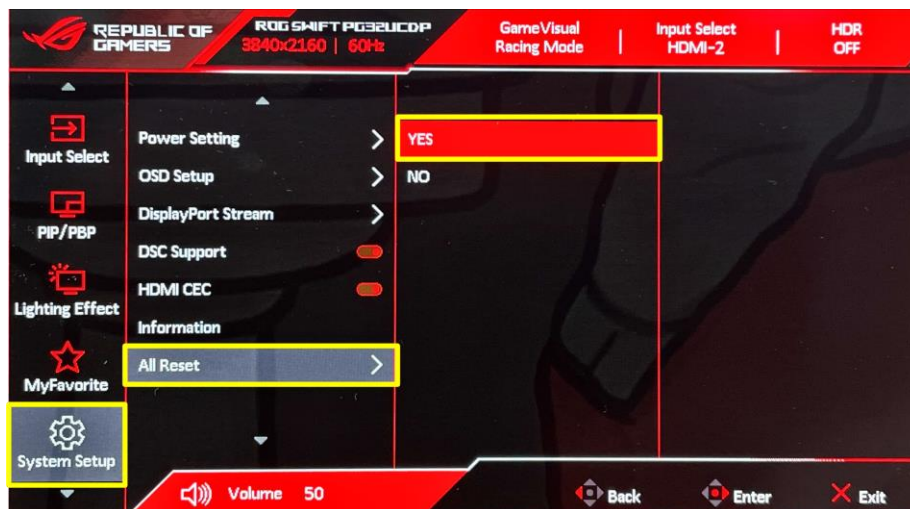 REPUBLIC OF
GAMERS
ROG SWIFT PG32UCDP
3840x2160 | 60Hz
GameVisual
Racing Mode
Input Select
HDMI-2
HDR
OFF
Input Select
PIP/PBP
Lighting Effect
MyFavorite
System Setup
Power Setting
OSD Setup
DisplayPort Stream
DSC Support
HDMI CEC
Information
All Reset
YES
NO
Volume 50
Back
Enter
Exit